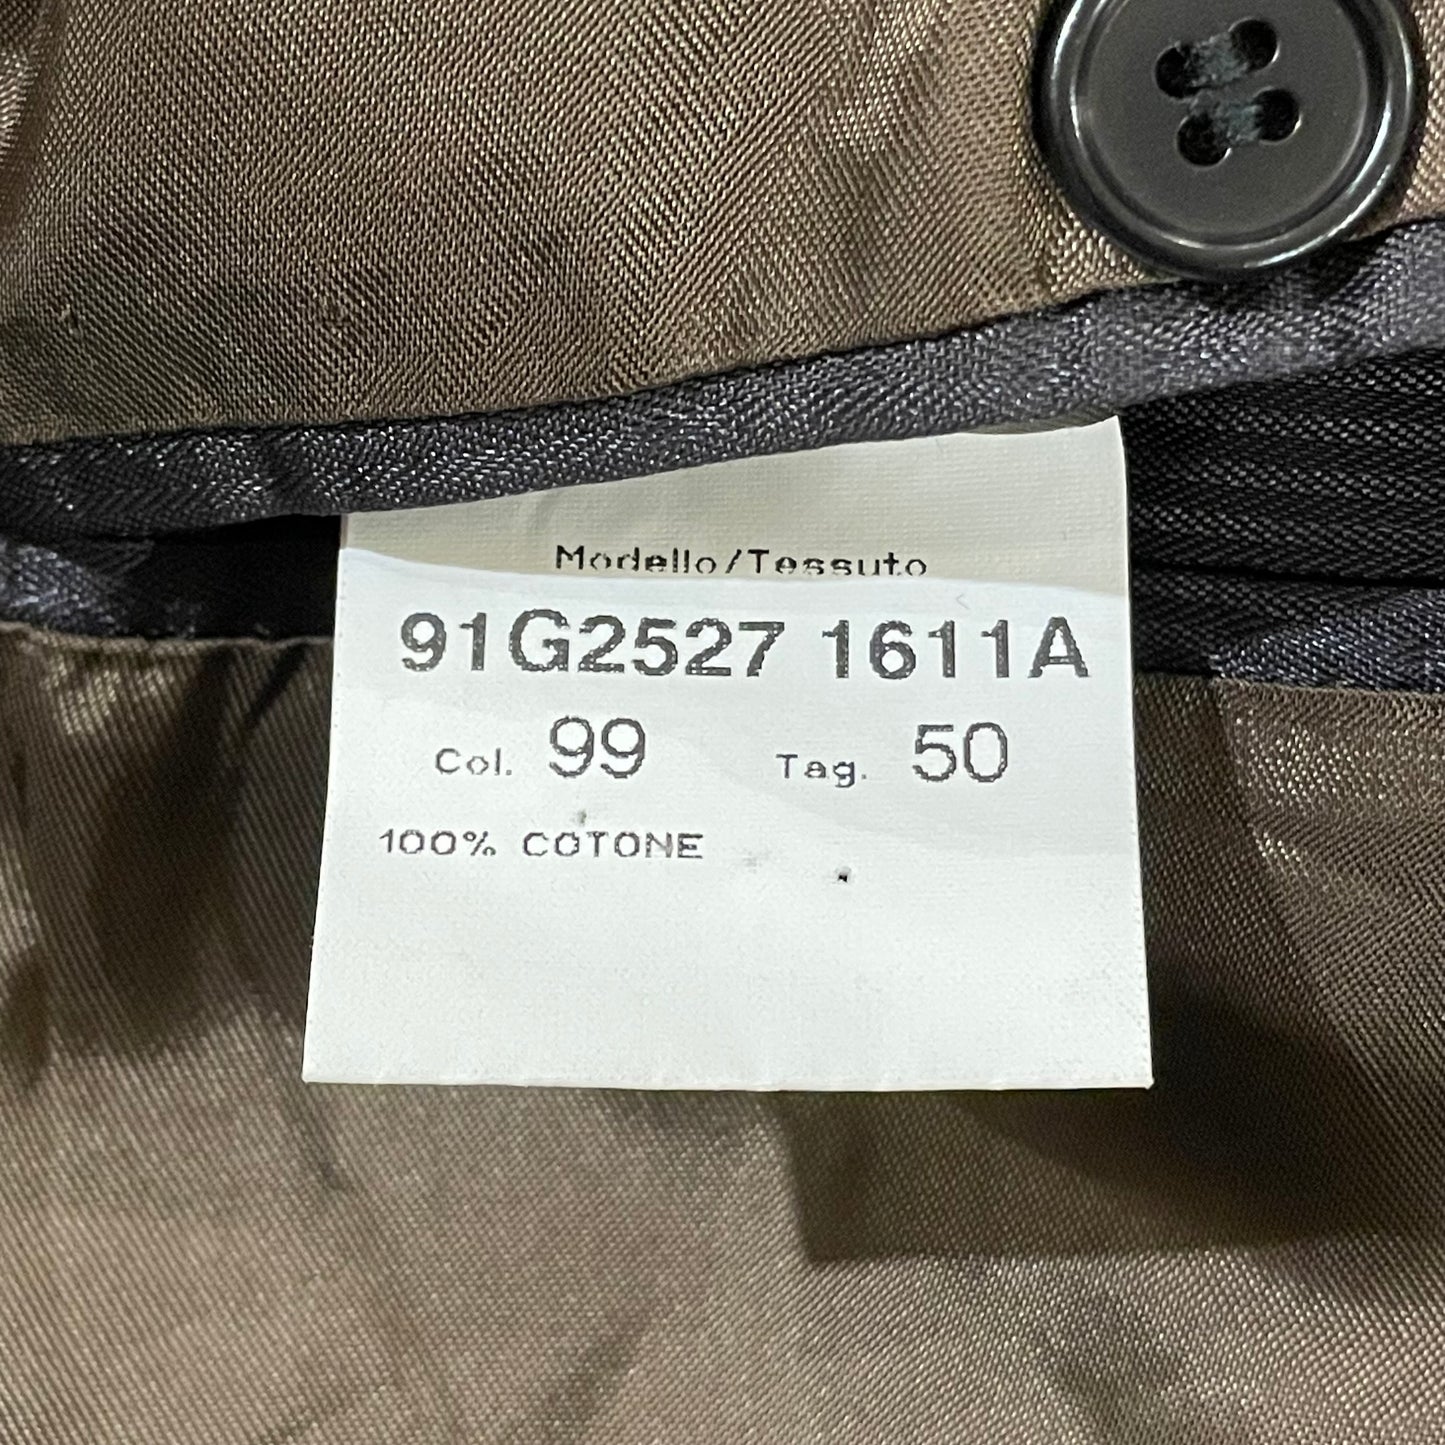 Modello/Tessuto
91G2527 1611A
Col. 99 Tag. 50
100% COTONE